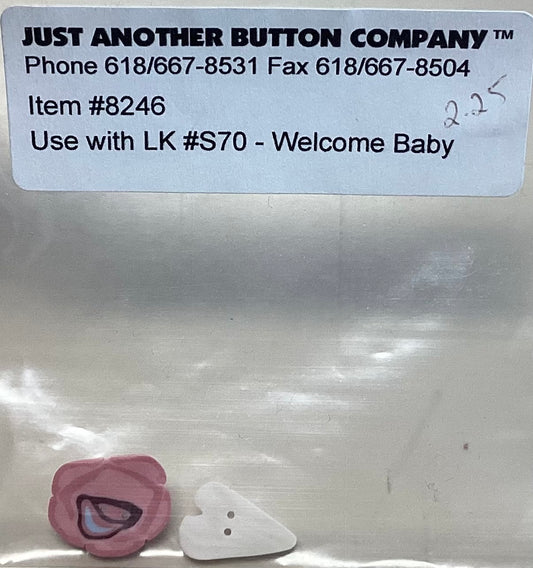 JUST ANOTHER BUTTON COMPANY™
Phone 618/667-8531 Fax 618/667-8504
Item #8246
2.25
Use with LK #S70 - Welcome Baby